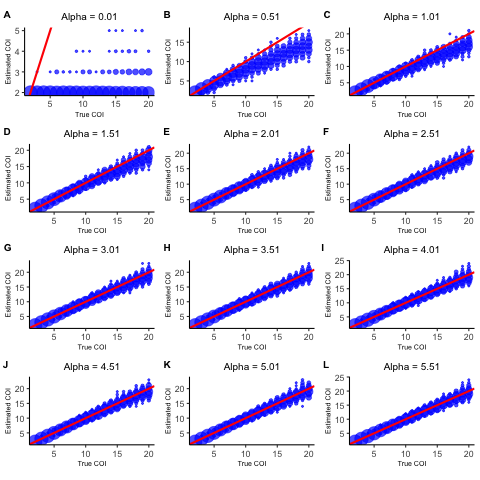 A
Alpha = 0.01
5
4
3
2
Estimated COI
5 10 15 20
True COI
B
Alpha = 0.51
15
10
5
Estimated COI
5 10 15 20
True COI
C
Alpha = 1.01
20
15
10
5
Estimated COI
5 10 15 20
True COI
D
Alpha = 1.51
20
15
10
5
Estimated COI
5 10 15 20
True COI
E
Alpha = 2.01
20
15
10
5
Estimated COI
5 10 15 20
True COI
F
Alpha = 2.51
20
15
10
5
Estimated COI
5 10 15 20
True COI
G
Alpha = 3.01
20
15
10
5
Estimated COI
5 10 15 20
True COI
H
Alpha = 3.51
20
15
10
5
Estimated COI
5 10 15 20
True COI
I
Alpha = 4.01
25
20
15
10
5
Estimated COI
5 10 15 20
True COI
J
Alpha = 4.51
20
15
10
5
Estimated COI
5 10 15 20
True COI
K
Alpha = 5.01
20
15
10
5
Estimated COI
5 10 15 20
True COI
L
Alpha = 5.51
25
20
15
10
5
Estimated COI
5 10 15 20
True COI